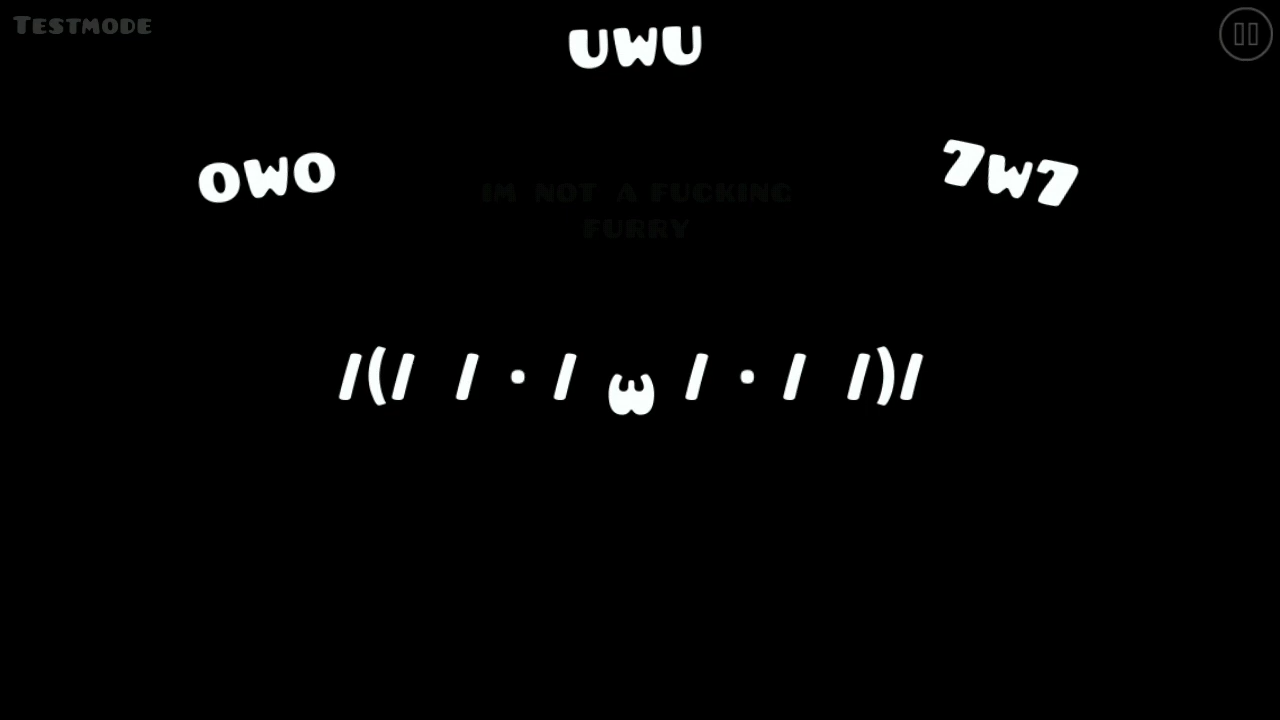 TESTMODE
UWU
OWO
7W7
IM NOT A FUCKING
FURRY
/(/ / · / ω / · / /)/